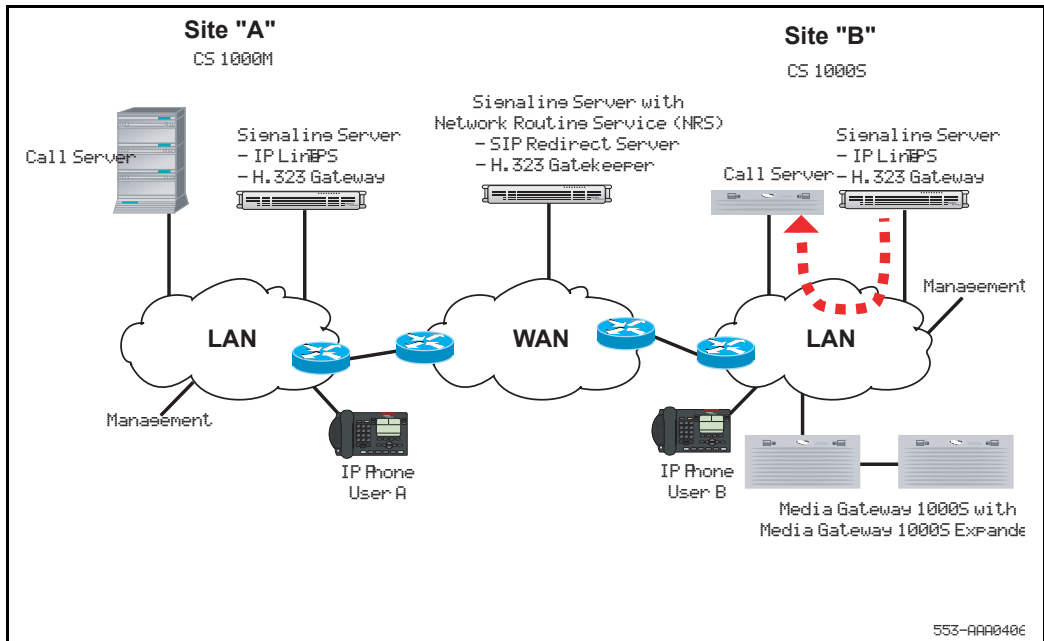 Site "A"
CS 1000M
Site "B"
CS 1000S
Signaling Server with
Network Routing Service (NRS)
- SIP Redirect Server
- H.323 Gatekeeper
Call Server
Signaling Server
- IP Line
TPS
- H.323 Gateway
Call Server
Signaling Server
- IP Line
TPS
- H.323 Gateway
Management
LAN
WAN
LAN
Management
IP Phone
User A
IP Phone
User B
Media Gateway 1000S with
Media Gateway 1000S Expande
553-AAA0406